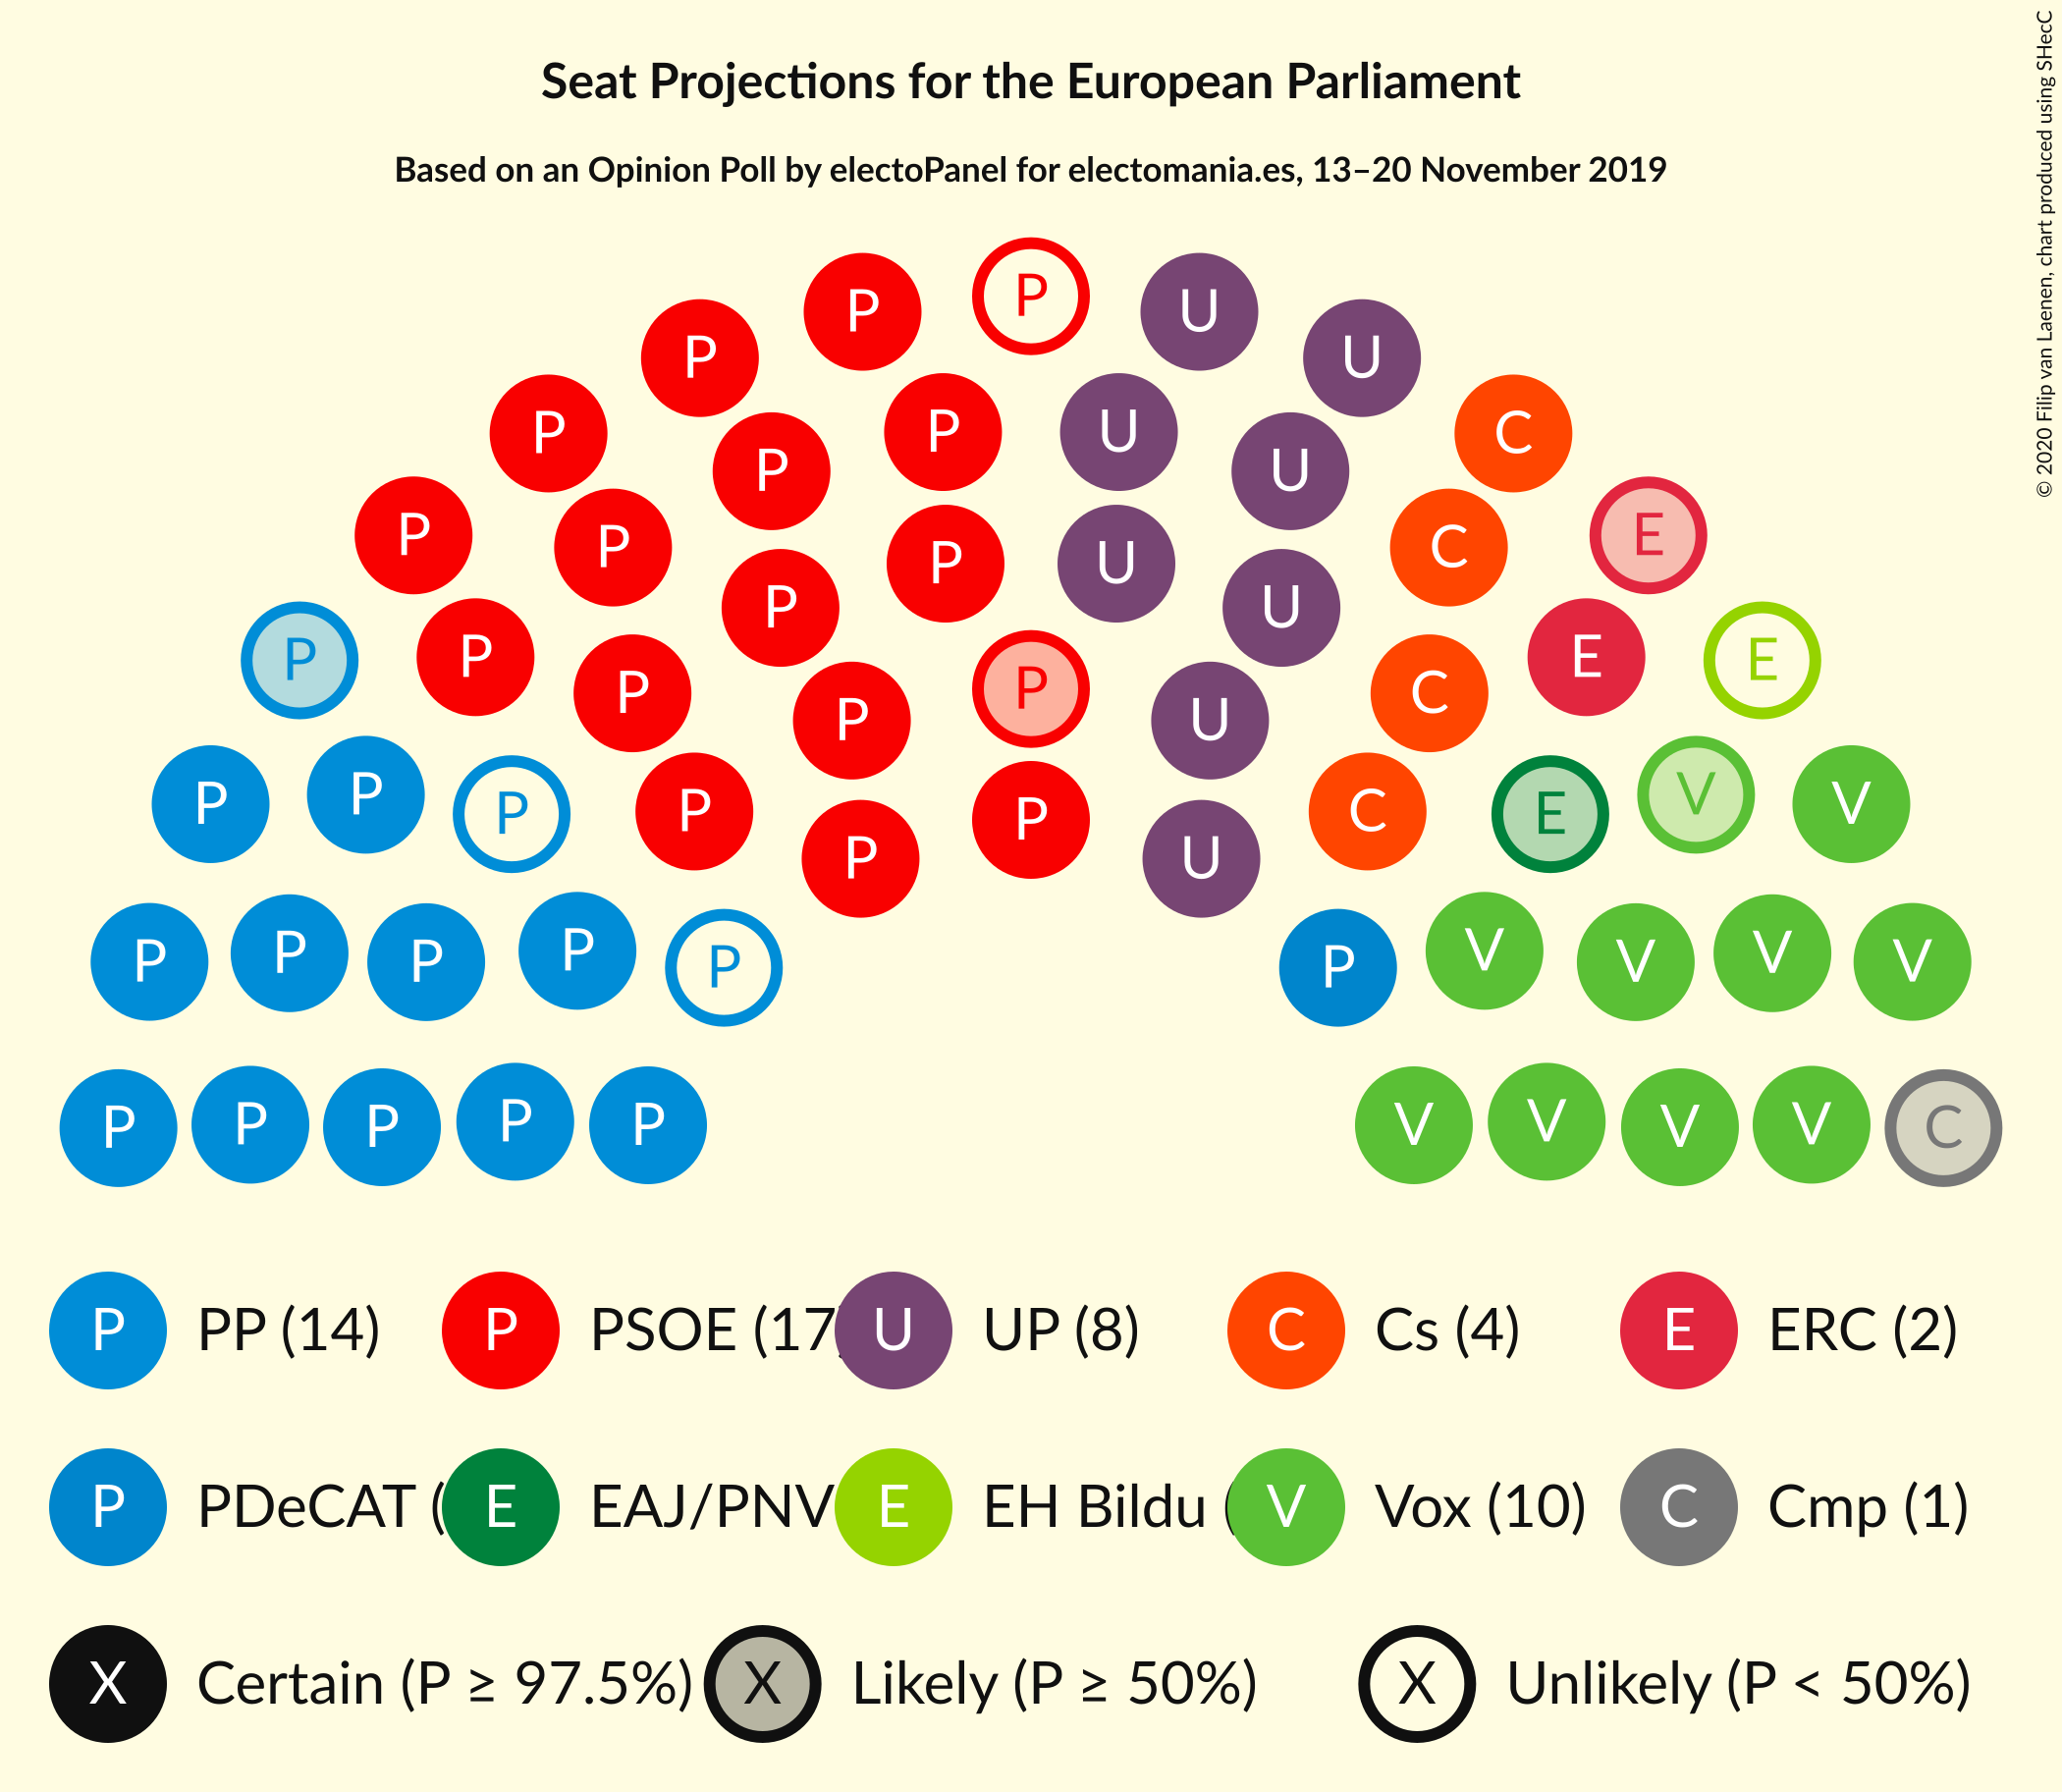 Seat Projections for the European Parliament
Based on an Opinion Poll by electoPanel for electomania.es, 13–20 November 2019
© 2020 Filip van Laenen, chart produced using SHecC
P
P P U U
P P P U U C
P P P P U U C C E
P P P P P U C E E
P P P P P P P U C E V V
P P P P P P V V V V
P P P P P V V V V C
P PP (14) P PSOE (17 U UP (8) C Cs (4) E ERC (2)
P PDeCAT ( E EAJ/PNV E EH Bildu ( V Vox (10) C Cmp (1)
X Certain (P ≥ 97.5%) X Likely (P ≥ 50%) X Unlikely (P < 50%)